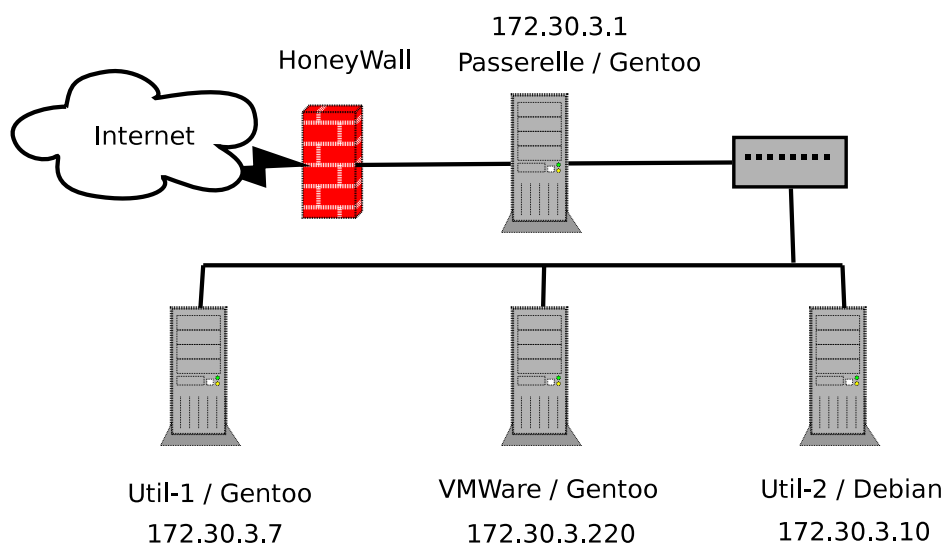 172.30.3.1
HoneyWall
Passerelle / Gentoo
Internet
Util-1 / Gentoo
172.30.3.7
VMWare / Gentoo
172.30.3.220
Util-2 / Debian
172.30.3.10